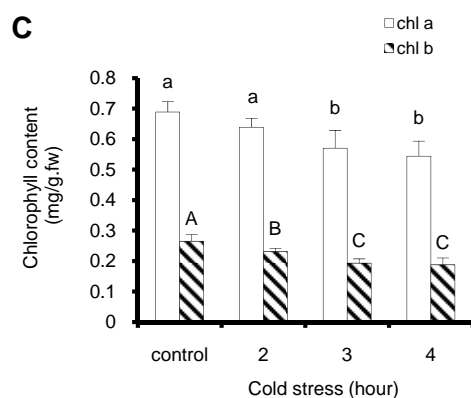 C
chl a
chl b
Chlorophyll content
(mg/g.fw)
0.8
0.7
0.6
0.5
0.4
0.3
0.2
0.1
0
a
a
b
b
A
B
C
C
control
2
3
4
Cold stress (hour)